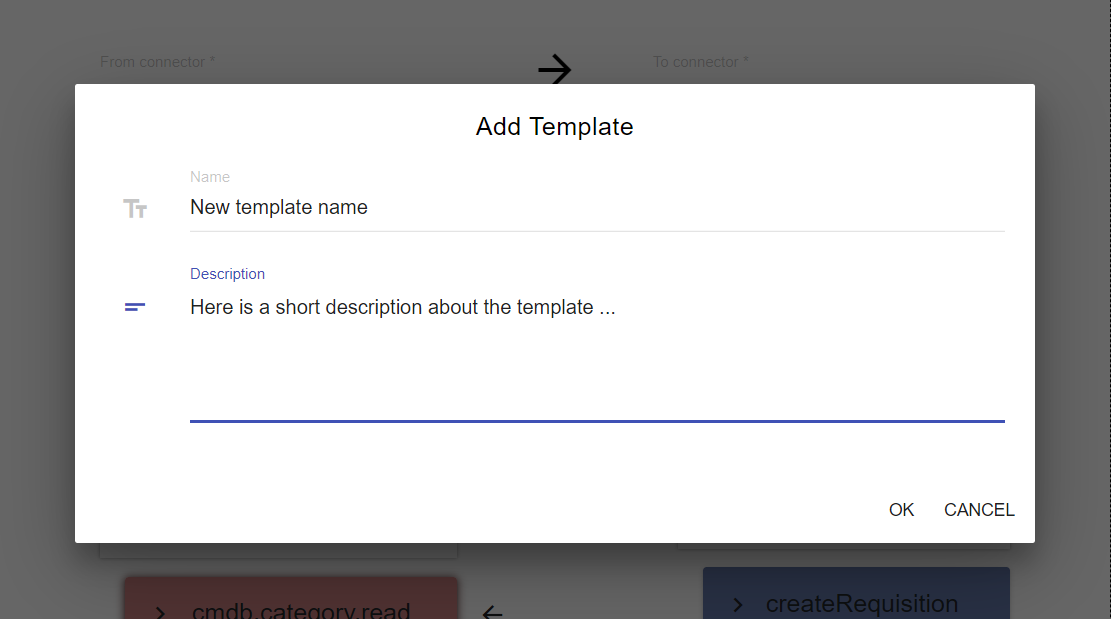 From connector *
To connector *
Add Template
Name
New template name
Description
Here is a short description about the template ...
OK
CANCEL
cmdb.category.read
createRequisition